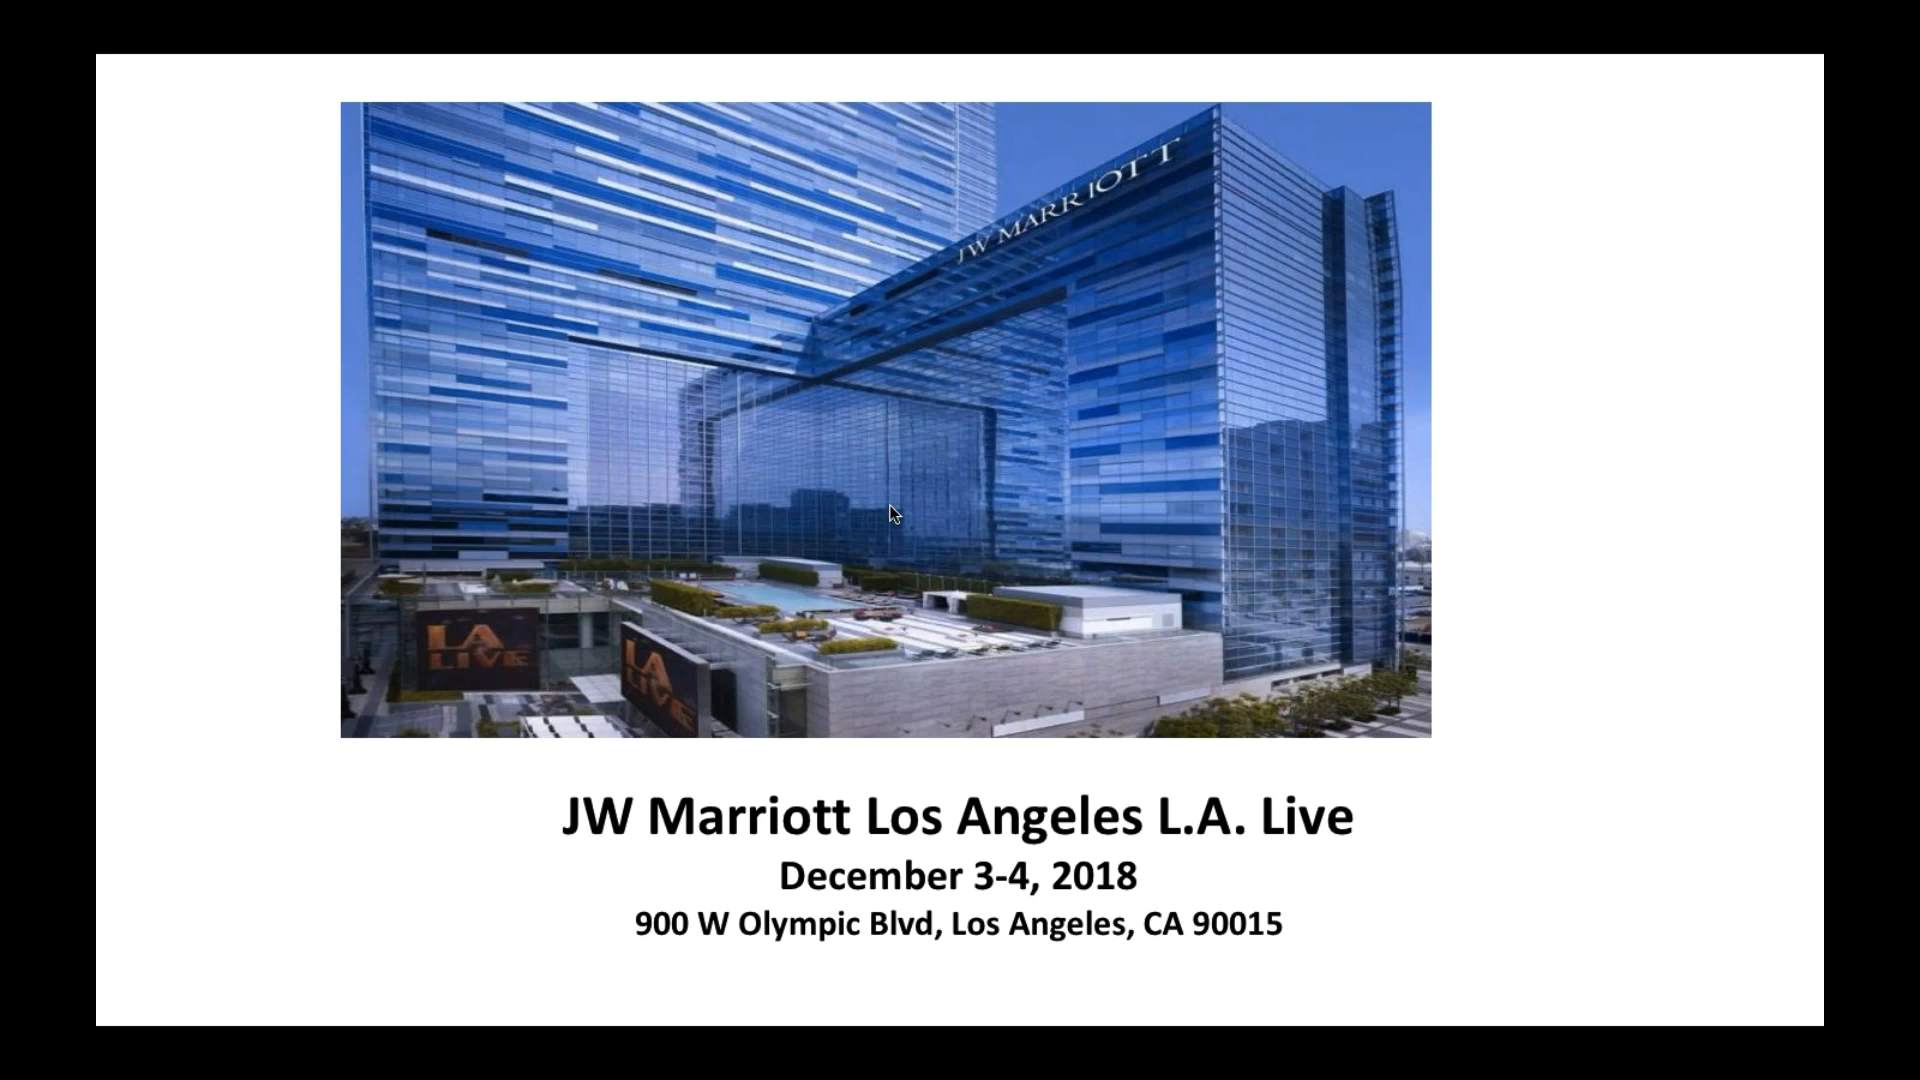 JW MARRIOTT
LA
LIVE
LA
LIVE
JW Marriott Los Angeles L.A. Live
December 3-4, 2018
900 W Olympic Blvd, Los Angeles, CA 90015